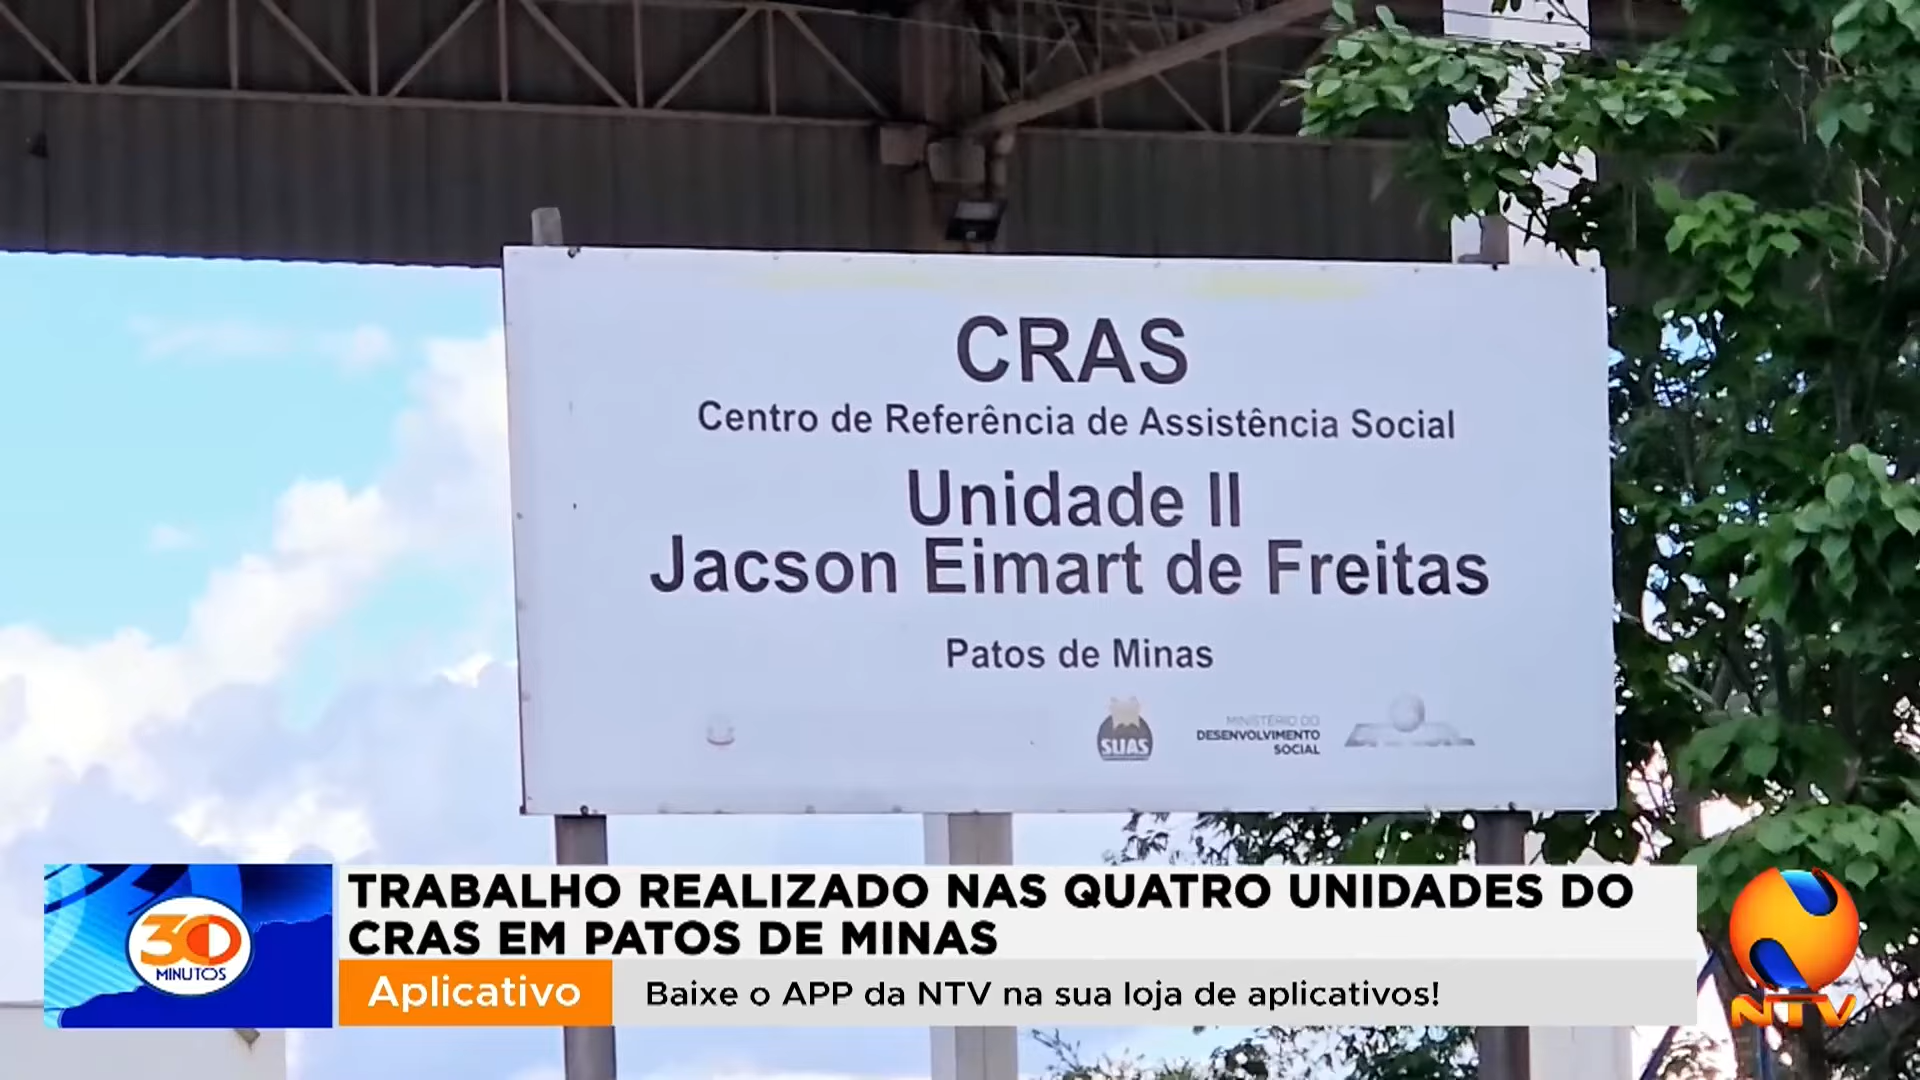 CRAS
Centro de Referência de Assistência Social
Unidade II
Jacson Eimart de Freitas
Patos de Minas
SUAS
MINISTÉRIO DO
DESENVOLVIMENTO
SOCIAL
30
MINUTOS
TRABALHO REALIZADO NAS QUATRO UNIDADES DO
CRAS EM PATOS DE MINAS
Aplicativo
Baixe o APP da NTV na sua loja de aplicativos!
NTV